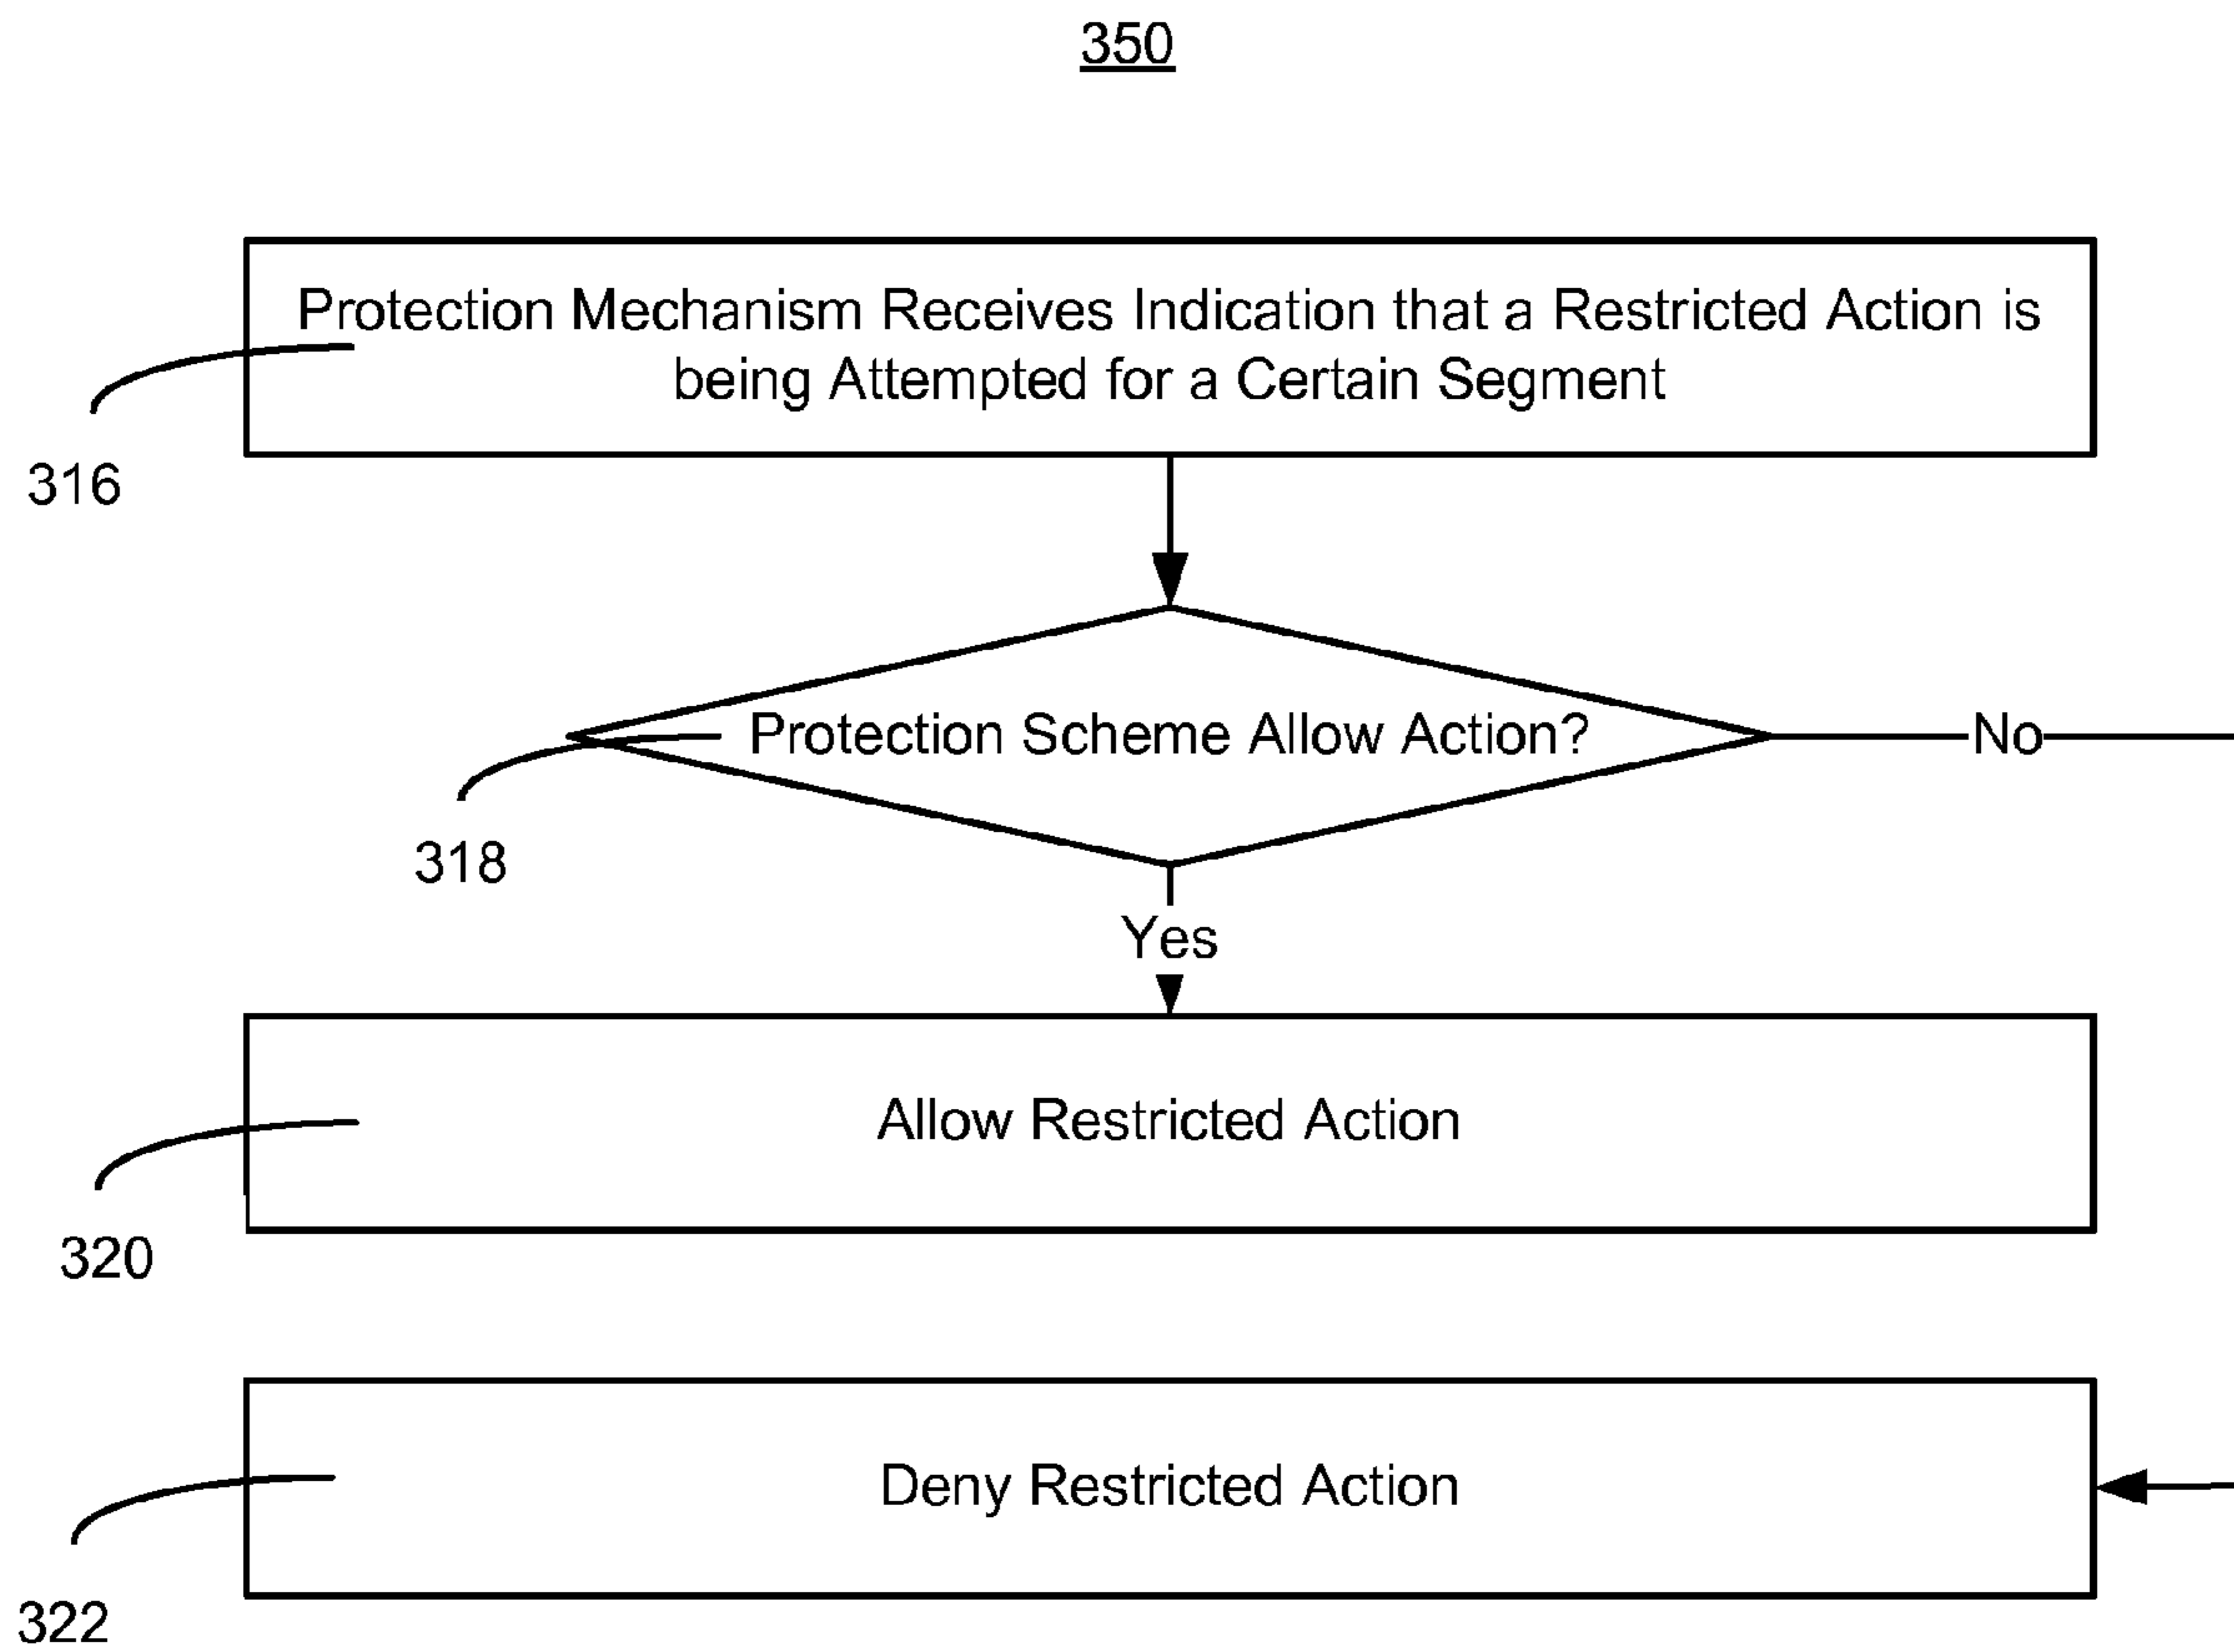 350
Protection Mechanism Receives Indication that a Restricted Action is
being Attempted for a Certain Segment
316
Protection Scheme Allow Action?
No
318
Yes
Allow Restricted Action
320
Deny Restricted Action
322